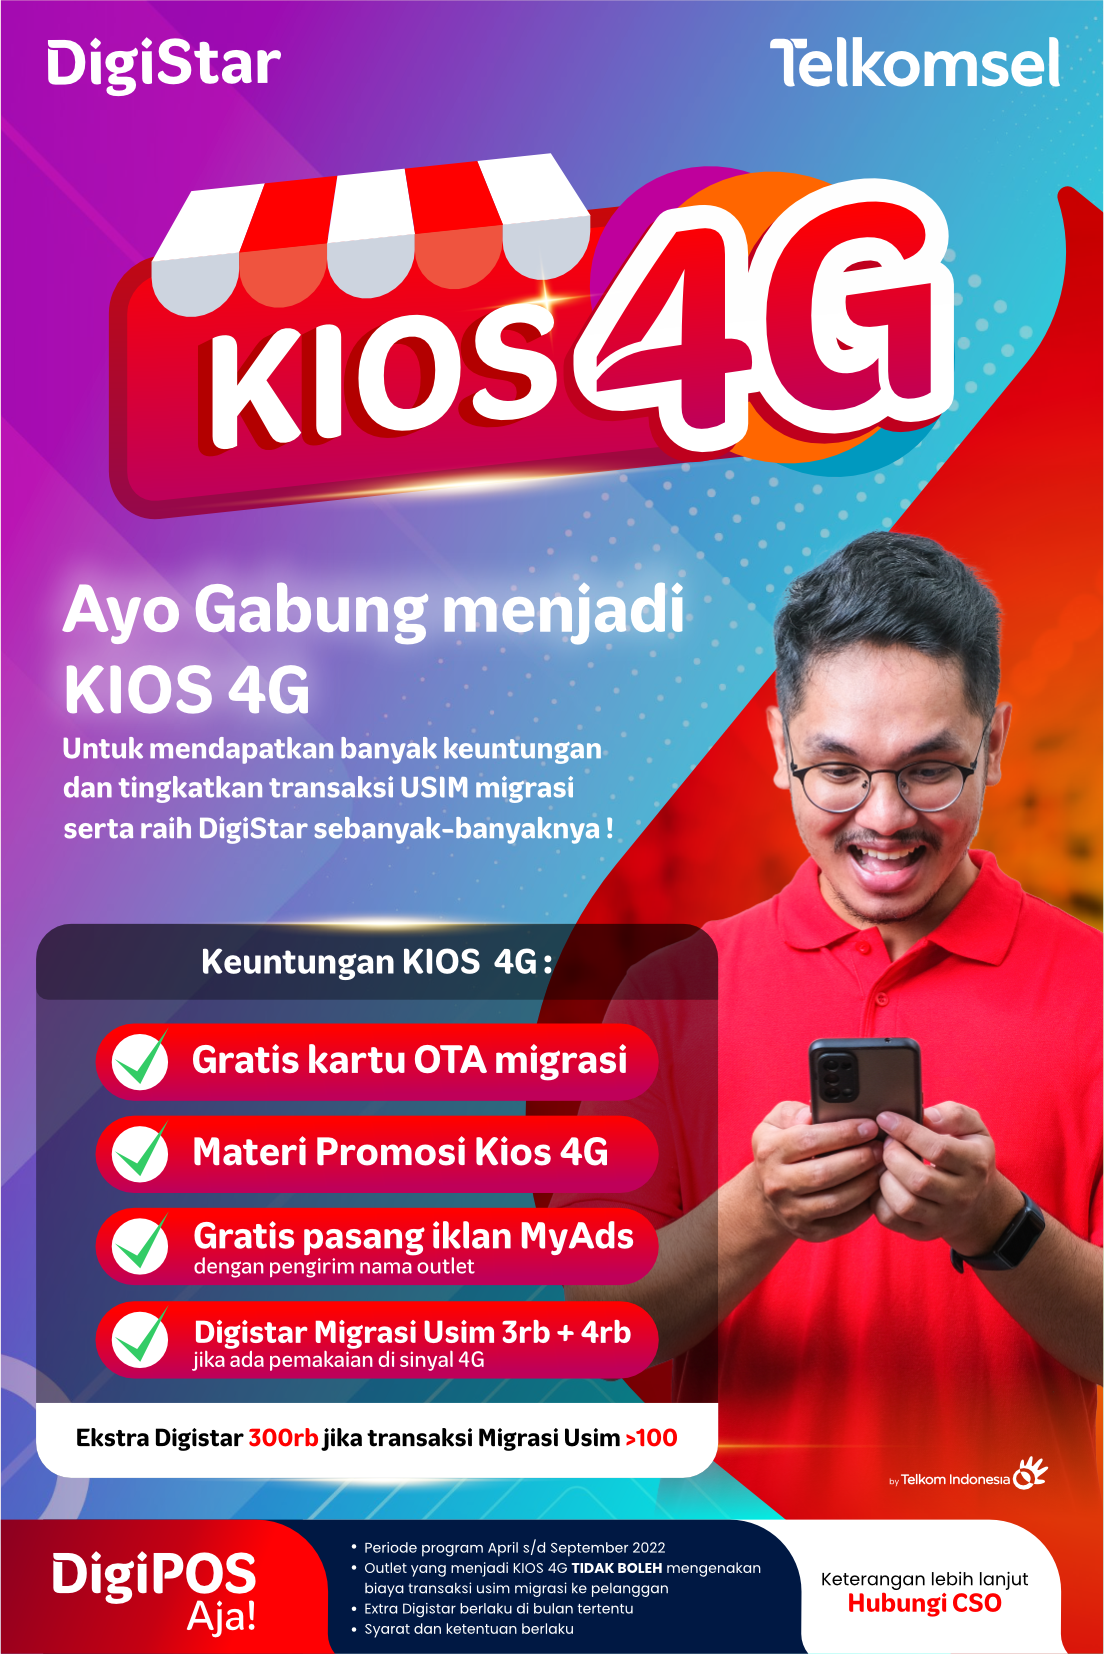 DigiStar
Telkomsel
KIOS 4G
Ayo Gabung menjadi
KIOS 4G
Untuk mendapatkan banyak keuntungan
dan tingkatkan transaksi USIM migrasi
serta raih DigiStar sebanyak-banyaknya !
Keuntungan KIOS 4G :
Gratis kartu OTA migrasi
Materi Promosi Kios 4G
Gratis pasang iklan MyAds
dengan pengirim nama outlet
Digistar Migrasi Usim 3rb + 4rb
jika ada pemakaian di sinyal 4G
Ekstra Digistar 300rb jika transaksi Migrasi Usim >100
by Telkom Indonesia
DigiPOS
Aja!
• Periode program April s/d September 2022
• Outlet yang menjadi KIOS 4G TIDAK BOLEH mengenakan
biaya transaksi usim migrasi ke pelanggan
• Extra Digistar berlaku di bulan tertentu
• Syarat dan ketentuan berlaku
Keterangan lebih lanjut
Hubungi CSO